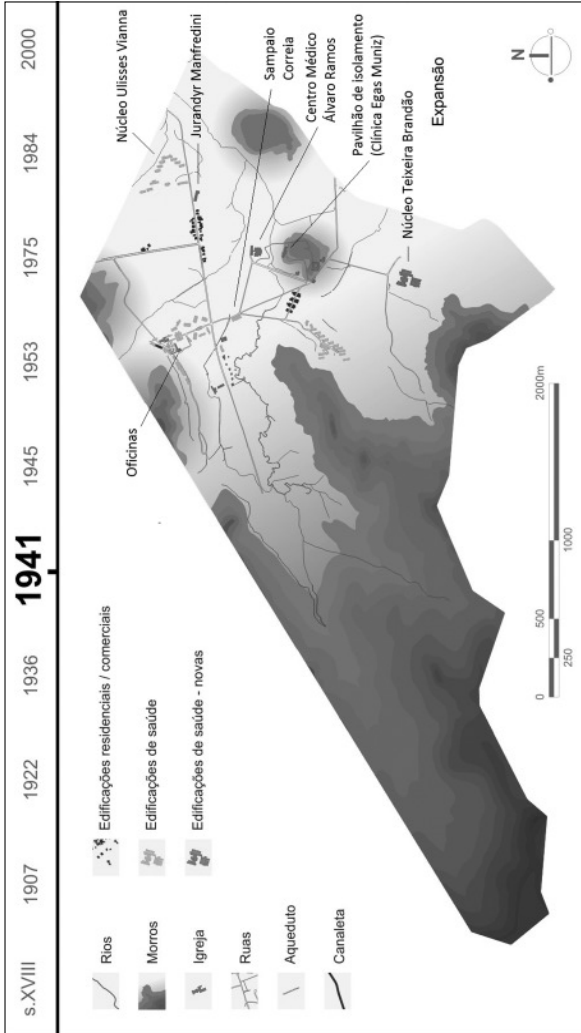 s.XVIII
1907
1922
1936
1941
1945
1953
1975
1984
2000
Rios
Morros
Igreja
Ruas
Aqueduto
Canaleta
Edificações residenciais / comerciais
Edificações de saúde
Edificações de saúde - novas
Oficinas
Núcleo Ulisses Vianna
Jurandyr Manfredini
Sampaio
Correia
Centro Médico
Álvaro Ramos
Pavilhão de isolamento
(Clínica Egas Muniz)
Núcleo Teixeira Brandão
Expansão
N
0
250
500
1000
2000m